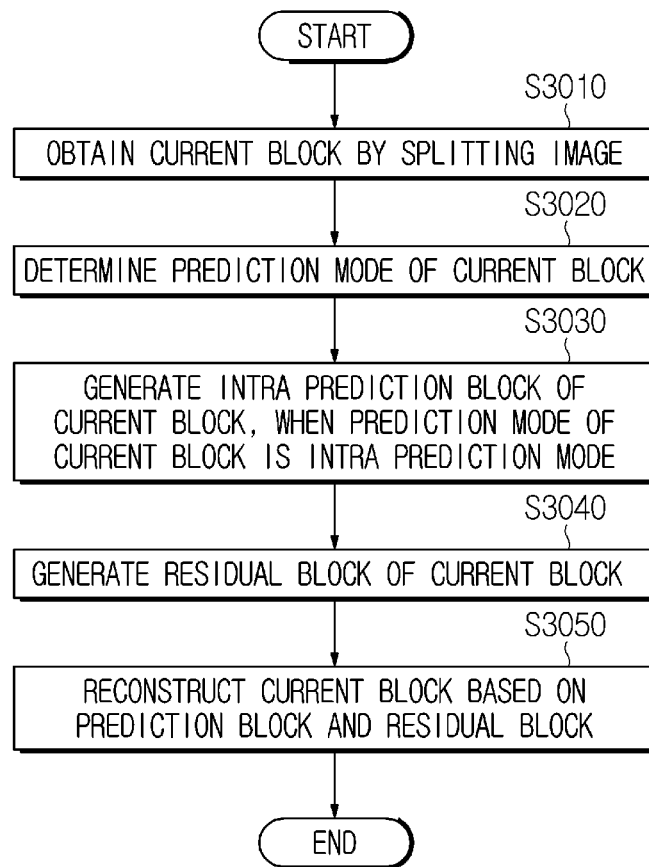 START
S3010
OBTAIN CURRENT BLOCK BY SPLITTING IMAGE
S3020
DETERMINE PREDICTION MODE OF CURRENT BLOCK
S3030
GENERATE INTRA PREDICTION BLOCK OF
CURRENT BLOCK, WHEN PREDICTION MODE OF
CURRENT BLOCK IS INTRA PREDICTION MODE
S3040
GENERATE RESIDUAL BLOCK OF CURRENT BLOCK
S3050
RECONSTRUCT CURRENT BLOCK BASED ON
PREDICTION BLOCK AND RESIDUAL BLOCK
END